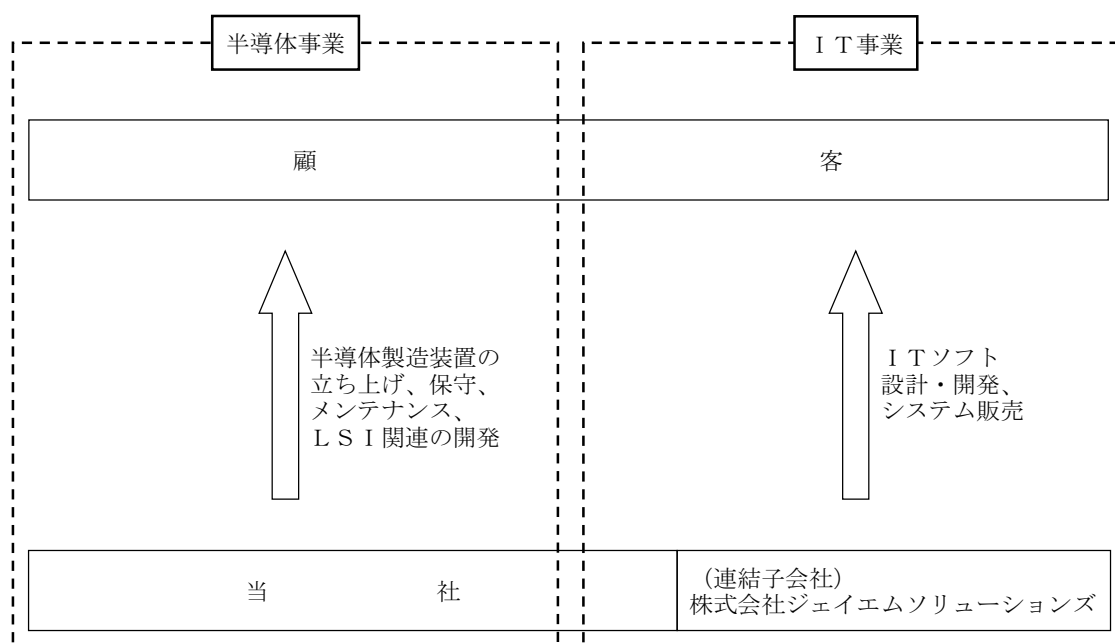 半導体事業
ＩＴ事業
顧　　　　　客
半導体製造装置の
立ち上げ、保守、
メンテナンス、
ＬＳＩ関連の開発
ＩＴソフト
設計・開発、
システム販売
当　　　　　社
（連結子会社）
株式会社ジェイエムソリューションズ